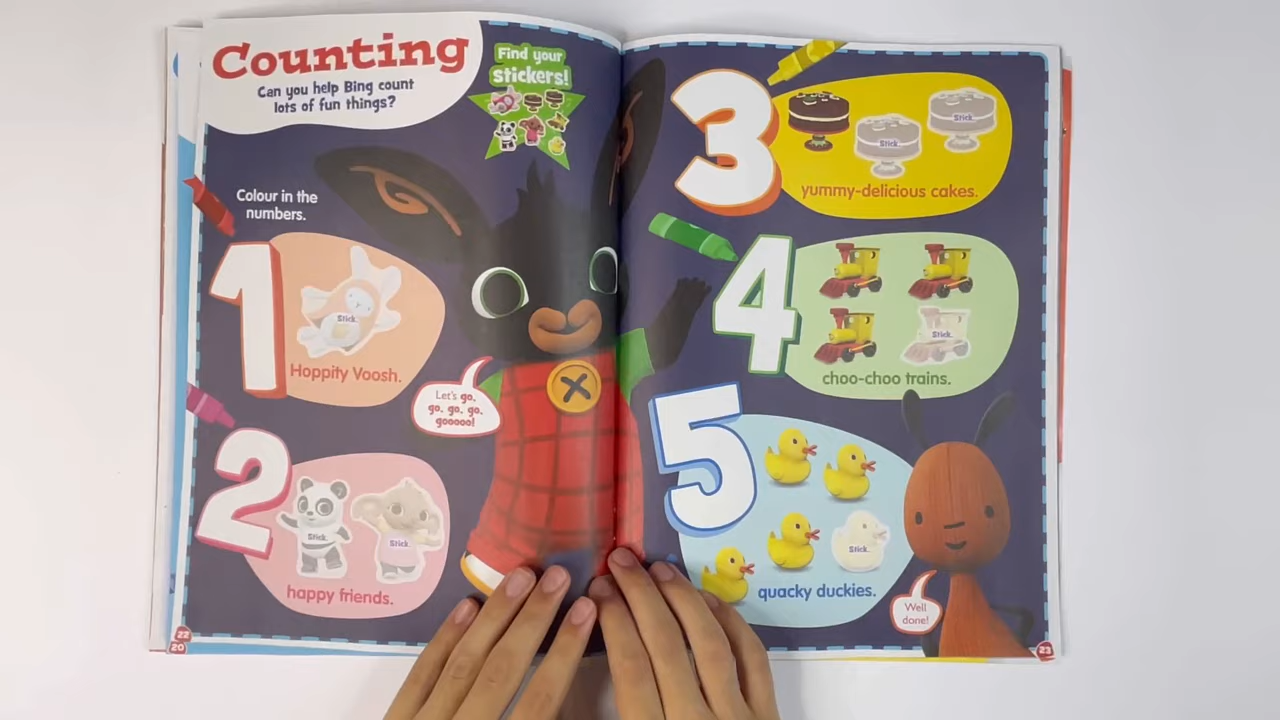 Counting
Can you help Bing count
lots of fun things?
Find your
stickers!
Colour in the
numbers.
1
Stick.
Hoppity Voosh.
Let's go,
go, go, go,
gooooo!
2
Stick.
Stick.
happy friends.
22
20
3
Stick.
Stick.
yummy-delicious cakes.
4
Stick.
choo-choo trains.
5
Stick.
quacky duckies.
Well
done!
23